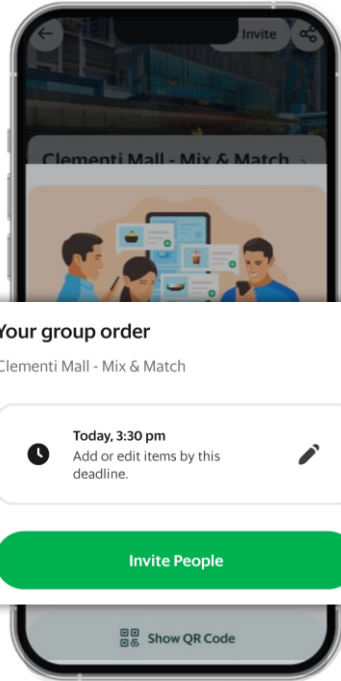 Invite
Clementi Mall - Mix & Match
Your group order
Clementi Mall - Mix & Match
Today, 3:30 pm
Add or edit items by this
deadline.
Invite People
Show QR Code